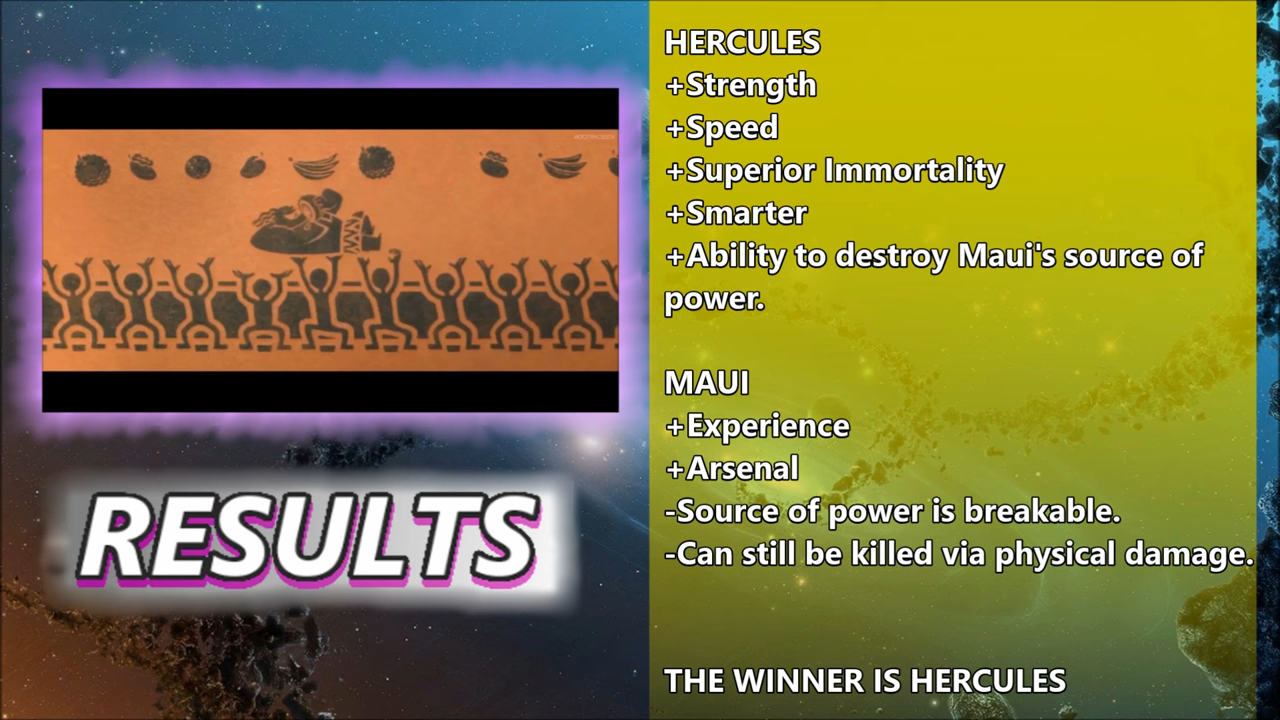 HERCULES
+Strength
+Speed
+Superior Immortality
+Smarter
+Ability to destroy Maui's source of
power.
MAUI
+Experience
+Arsenal
-Source of power is breakable.
-Can still be killed via physical damage.
THE WINNER IS HERCULES
RESULTS